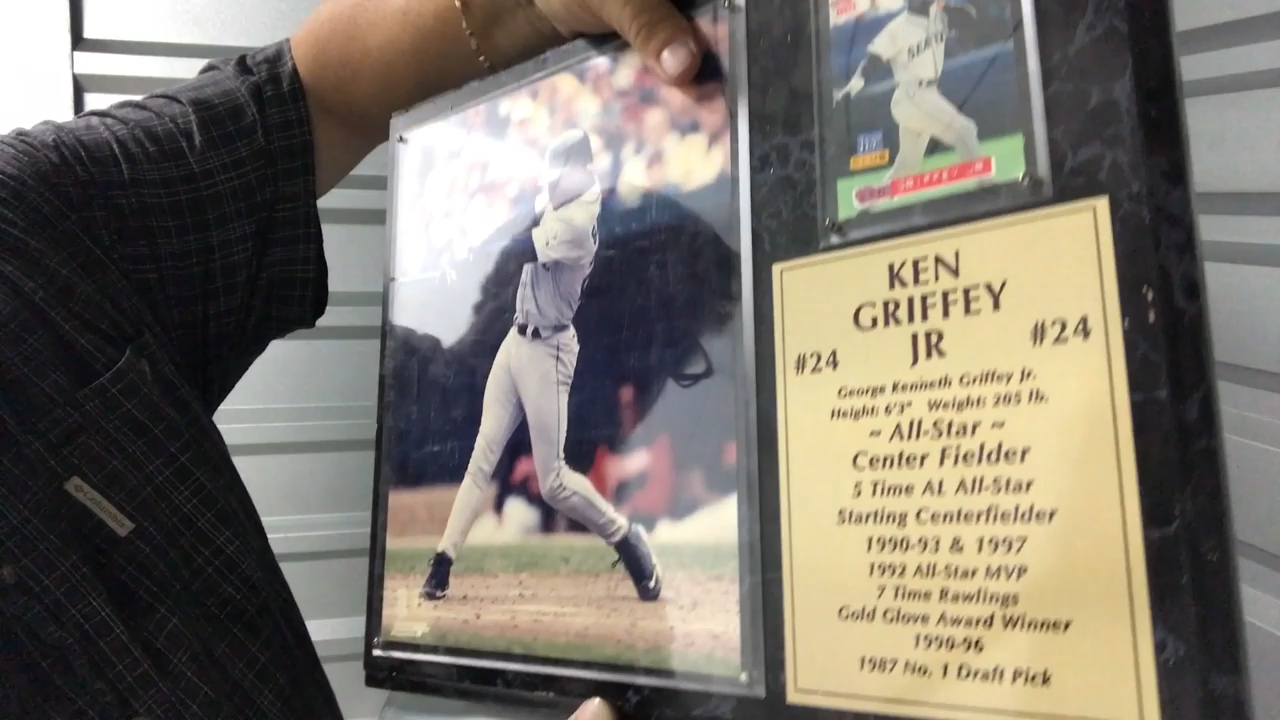 SEATT
KEN
GRIFFEY
JR
#24
#24
George Kenneth Griffey Jr.
Height: 6'3" Weight: 205 lb.
~ All-Star ~
Center Fielder
5 Time AL All-Star
Starting Centerfielder
1990-93 & 1997
1992 All-Star MVP
7 Time Rawlings
Gold Glove Award Winner
1990-96
1987 No. 1 Draft Pick
Columbia